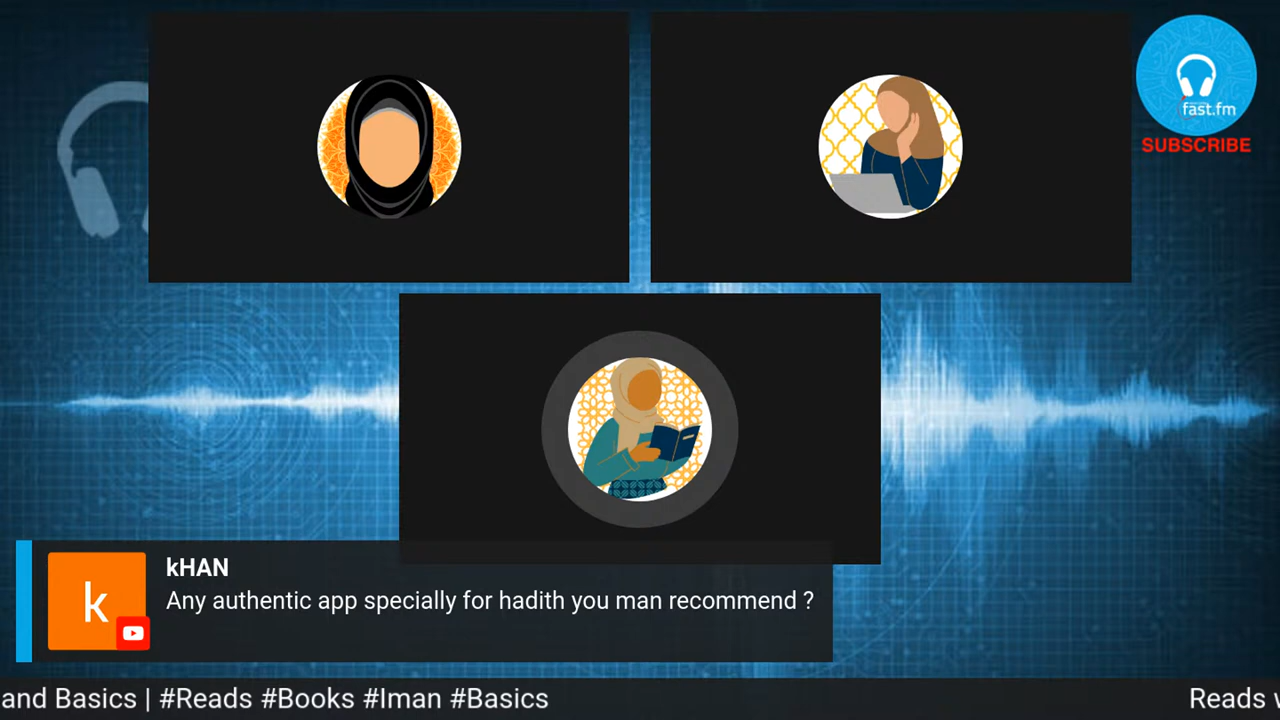 fast.fm
SUBSCRIBE
k
kHAN
Any authentic app specially for hadith you man recommend ?
and Basics | #Reads #Books #Iman #Basics
Reads